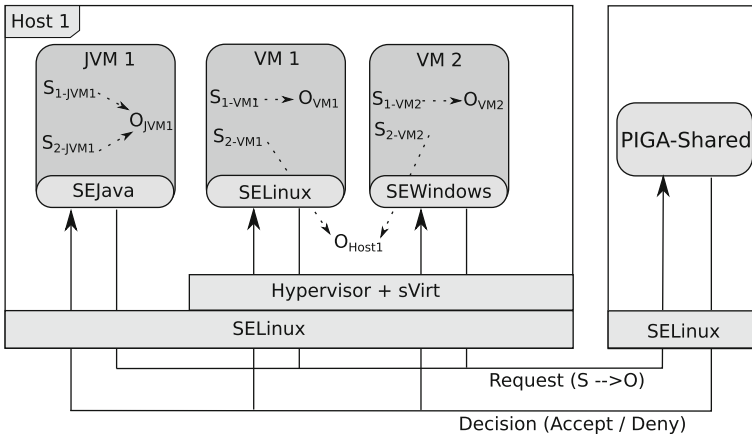 Host 1
JVM 1
S1-JVM1
OJVM1
S2-JVM1
SEJava
VM 1
S1-VM1
OVM1
S2-VM1
SELinux
VM 2
S1-VM2
OVM2
S2-VM2
SEWindows
OHost1
Hypervisor + sVirt
SELinux
PIGA-Shared
SELinux
Request (S -->O)
Decision (Accept / Deny)